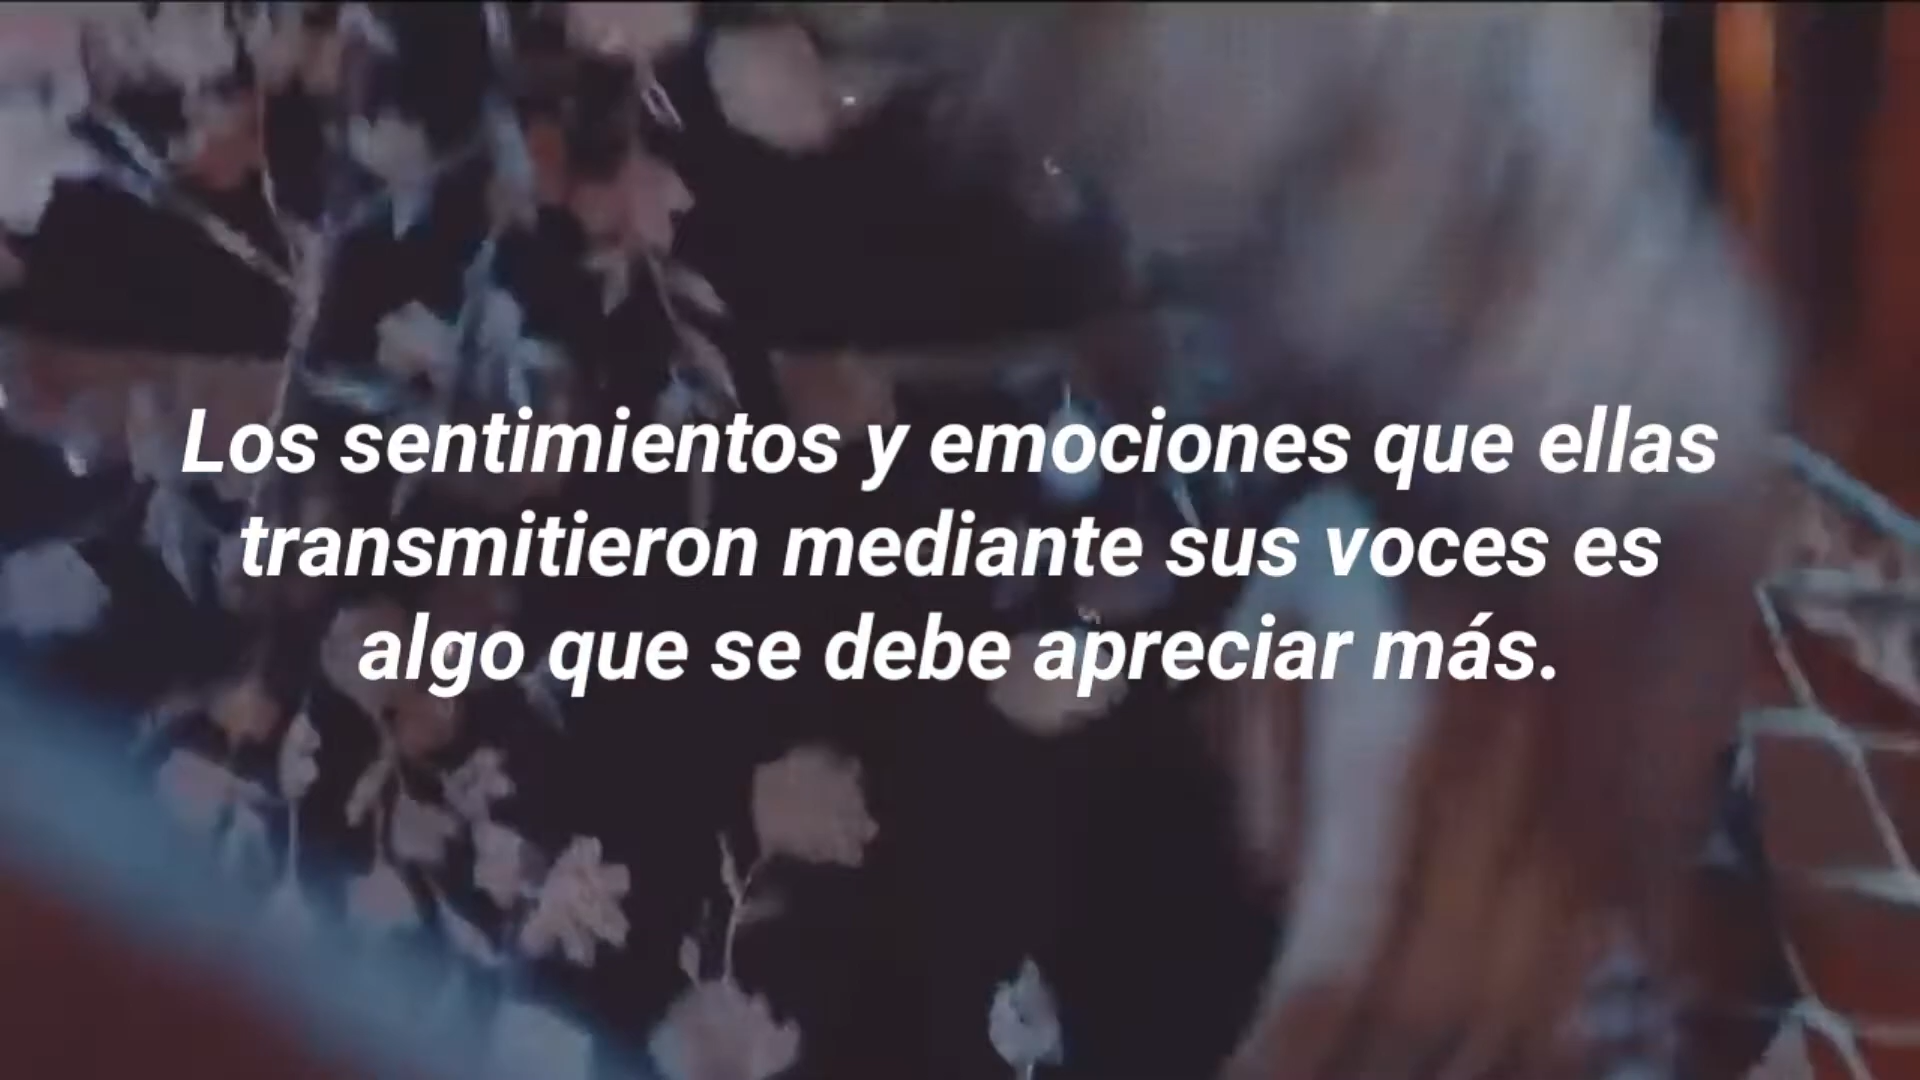 Los sentimientos y emociones que ellas
transmitieron mediante sus voces es
algo que se debe apreciar más.